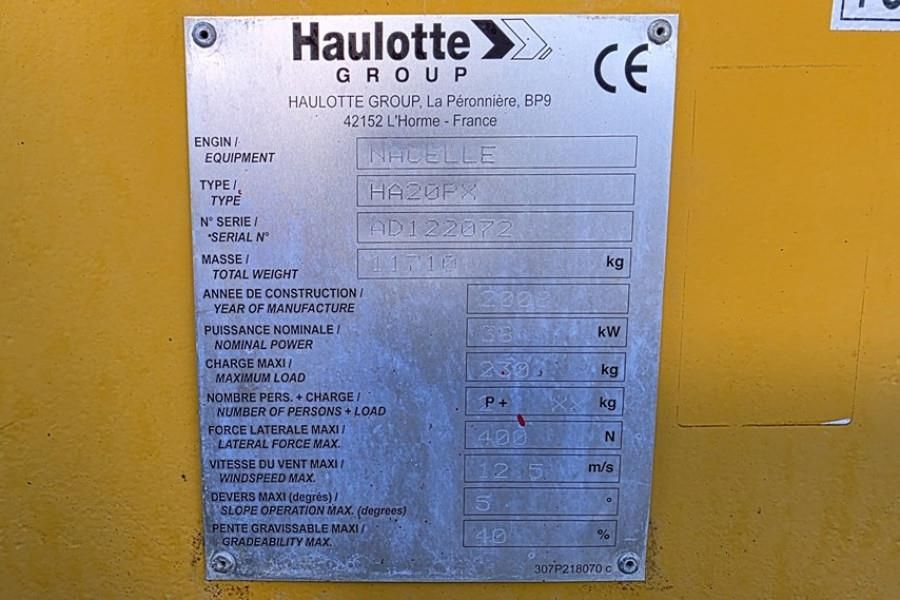 Haulotte
GROUP
CE
HAULOTTE GROUP, La Péronnière, BP9
42152 L'Horme - France
ENGIN / NACELLE
EQUIPMENT
TYPE / HA20PX
TYPE
N° SERIE / AD122072
SERIAL N°
MASSE / 11710 kg
TOTAL WEIGHT
ANNEE DE CONSTRUCTION /
YEAR OF MANUFACTURE
PUISSANCE NOMINALE / 38 kW
NOMINAL POWER
CHARGE MAXI / 230 kg
MAXIMUM LOAD
NOMBRE PERS. + CHARGE / P + XX kg
NUMBER OF PERSONS + LOAD
FORCE LATERALE MAXI / 400 N
LATERAL FORCE MAX.
VITESSE DU VENT MAXI / 12.5 m/s
WINDSPEED MAX.
DEVERS MAXI (degrés) / 5 °
SLOPE OPERATION MAX. (degrees)
PENTE GRAVISSABLE MAXI / 40 %
GRADEABILITY MAX.
307P218070 c